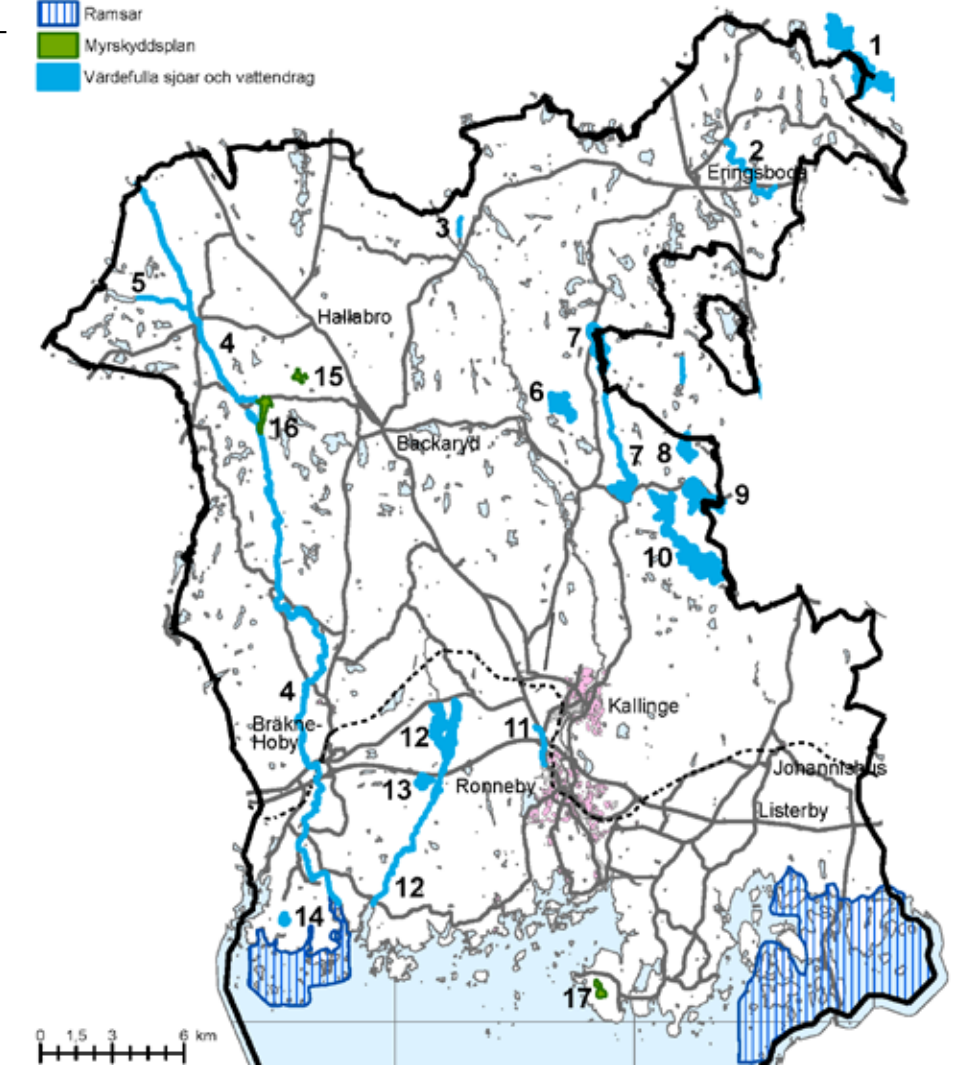 Ramsar
Myrskyddsplan
Värdefulla sjöar och vattendrag
1
2
Eringsboda
3
5
Hallabro
4
7
15
6
16
Backaryd
7
8
9
10
4
Kallinge
Bräkne-
Hoby
12
11
Johannishus
13
Ronneby
Listerby
12
14
17
0 1,5 3 6 km